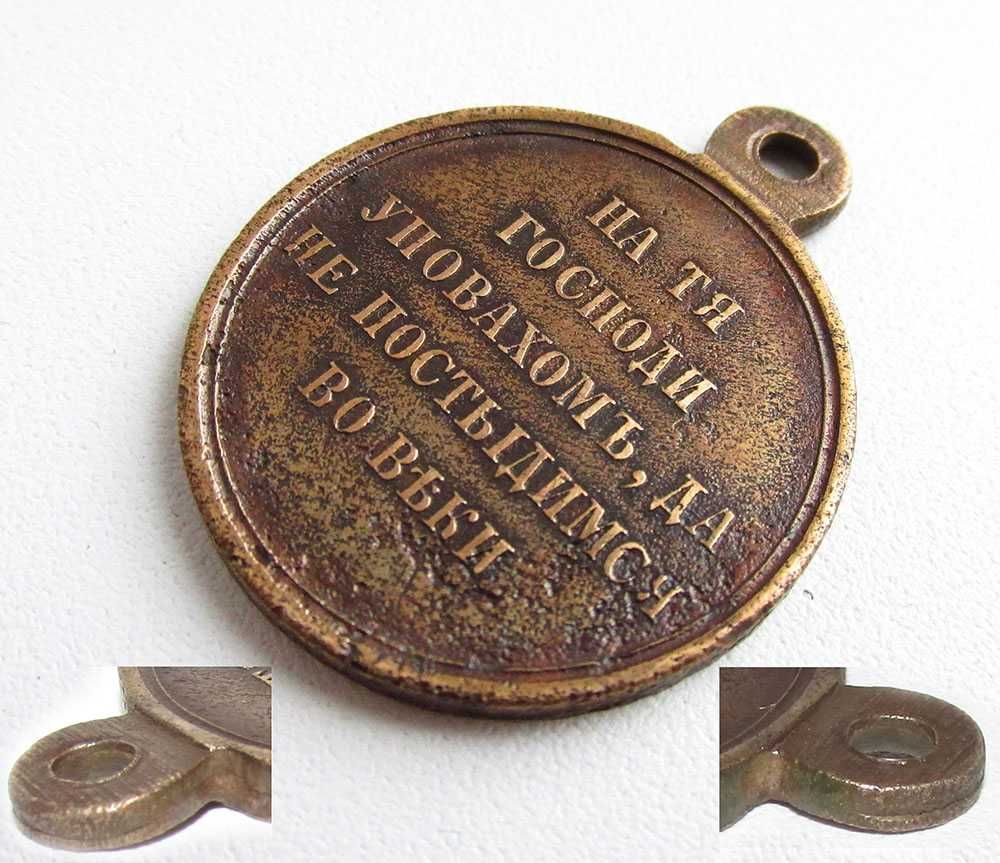 НА ТЯ
ГОСПОДИ
УПОВАХОМЪ, ДА
НЕ ПОСТЫДИМСЯ
ВО ВѢКИ